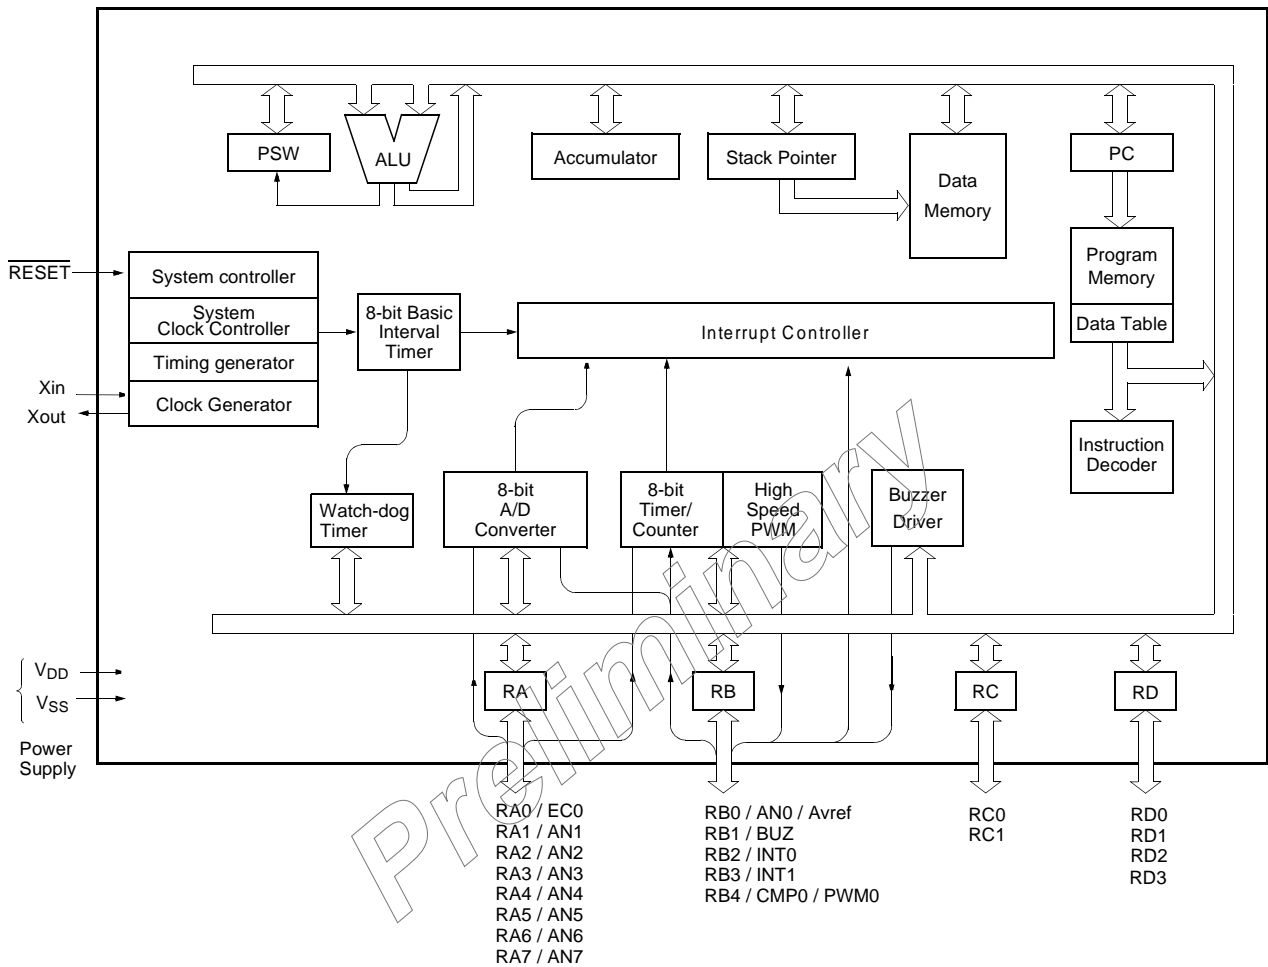 PSW
ALU
Accumulator
Stack Pointer
Data
Memory
PC
Program
Memory
Data Table
Instruction
Decoder
RESET
System controller
System
Clock Controller
Timing generator
Clock Generator
Xin
Xout
8-bit Basic
Interval
Timer
Interrupt Controller
Watch-dog
Timer
8-bit
A/D
Converter
8-bit
Timer/
Counter
High
Speed
PWM
Buzzer
Driver
VDD
VSS
Power
Supply
RA
RB
RC
RD
RA0 / EC0
RA1 / AN1
RA2 / AN2
RA3 / AN3
RA4 / AN4
RA5 / AN5
RA6 / AN6
RA7 / AN7
RB0 / AN0 / Avref
RB1 / BUZ
RB2 / INT0
RB3 / INT1
RB4 / CMP0 / PWM0
RC0
RC1
RD0
RD1
RD2
RD3
Preliminary